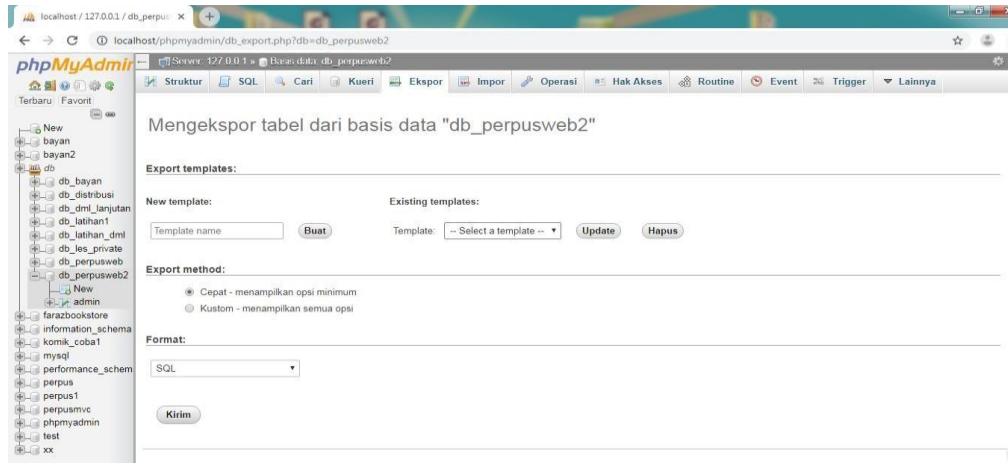 localhost / 127.0.0.1 / db_perpus
localhost/phpmyadmin/db_export.php?db=db_perpusweb2
phpMyAdmin
Terbaru Favorit
New
bayan
bayan2
db
db_bayan
db_distribusi
db_dml_lanjutan
db_latihan1
db_latihan_dml
db_les_private
db_perpusweb
db_perpusweb2
New
admin
farazbookstore
information_schema
komik_coba1
mysql
performance_schem
perpus
perpus1
perpusmvc
phpmyadmin
test
xx
Server: 127.0.0.1 » Basis data: db_perpusweb2
Struktur SQL Cari Kueri Ekspor Impor Operasi Hak Akses Routine Event Trigger Lainnya
Mengekspor tabel dari basis data "db_perpusweb2"
Export templates:
New template: Existing templates:
Template name Buat Template: -- Select a template -- Update Hapus
Export method:
Cepat - menampilkan opsi minimum
Kustom - menampilkan semua opsi
Format:
SQL
Kirim